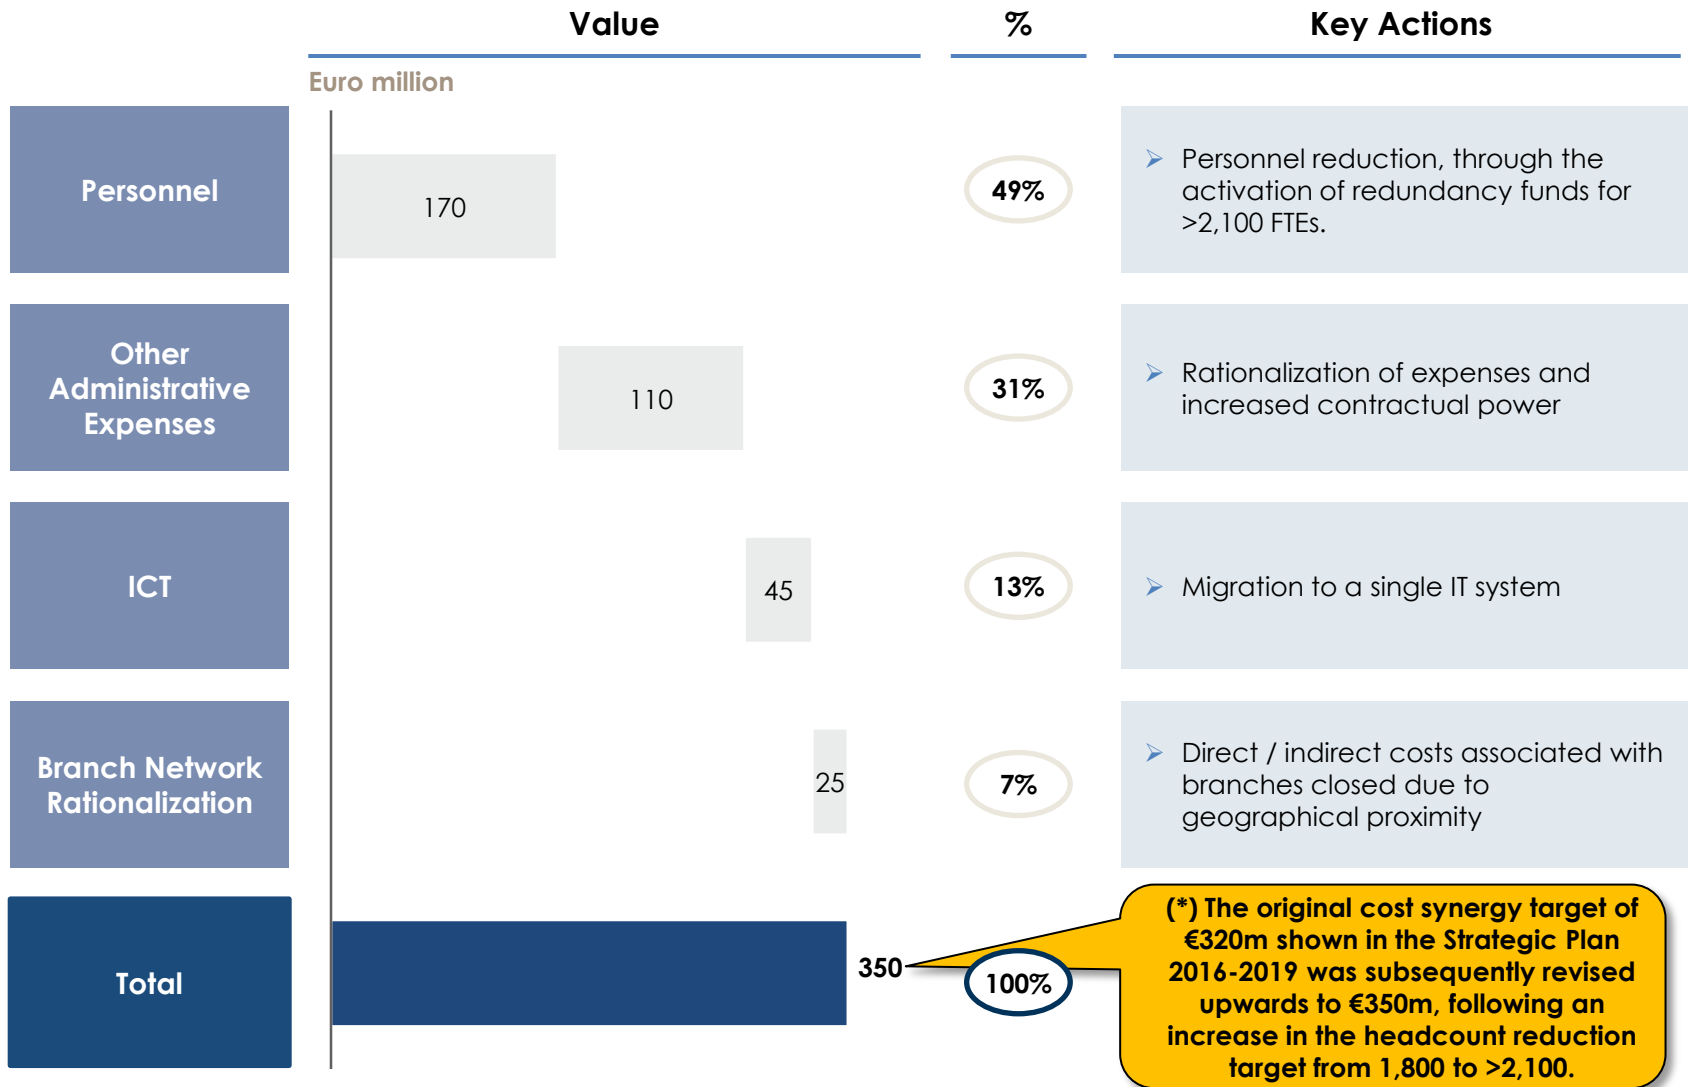 Value
%
Key Actions
Euro million
Personnel
170
49%
➢ Personnel reduction, through the
activation of redundancy funds for
>2,100 FTEs.
Other
Administrative
Expenses
110
31%
➢ Rationalization of expenses and
increased contractual power
ICT
45
13%
➢ Migration to a single IT system
Branch Network
Rationalization
25
7%
➢ Direct / indirect costs associated with
branches closed due to
geographical proximity
Total
350
100%
(*) The original cost synergy target of
€320m shown in the Strategic Plan
2016-2019 was subsequently revised
upwards to €350m, following an
increase in the headcount reduction
target from 1,800 to >2,100.